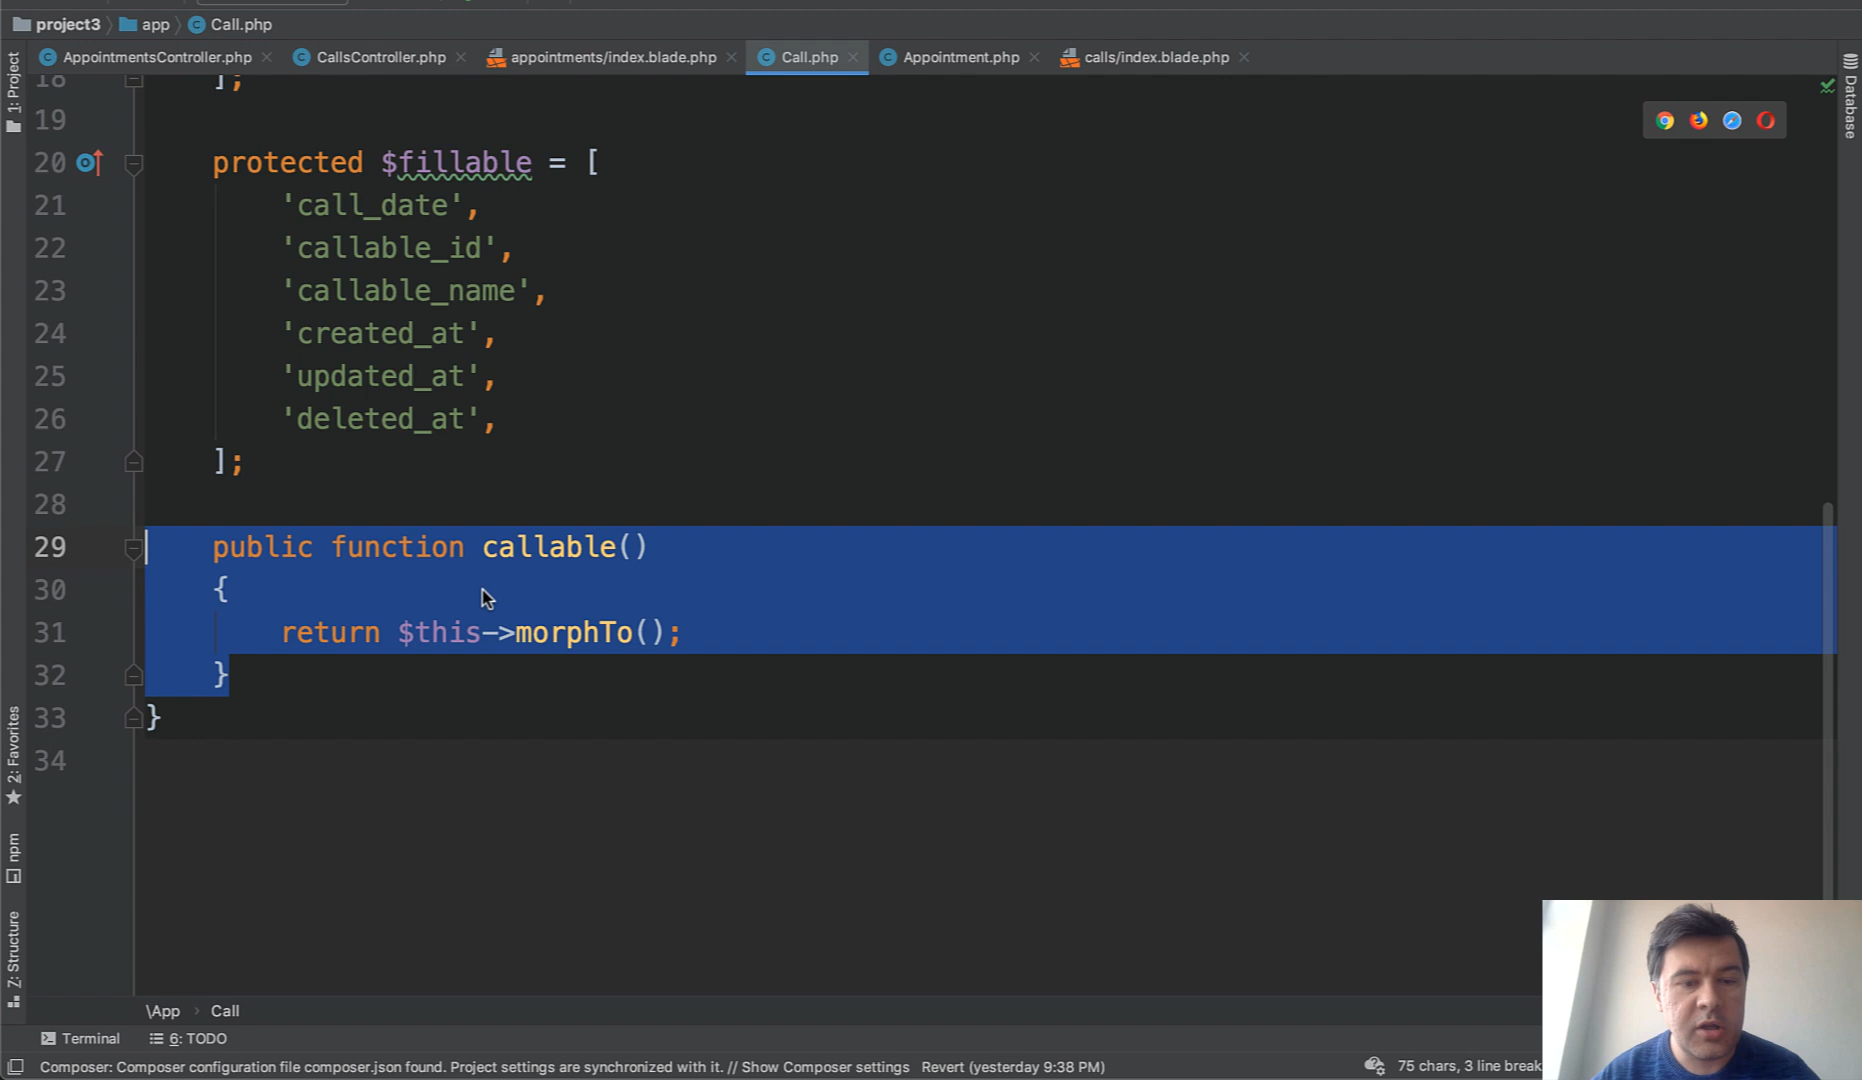 project3 app Call.php
AppointmentsController.php CallsController.php appointments/index.blade.php Call.php Appointment.php calls/index.blade.php
1: Project
Database
18 ];
19
20 protected $fillable = [
21 'call_date',
22 'callable_id',
23 'callable_name',
24 'created_at',
25 'updated_at',
26 'deleted_at',
27 ];
28
29 public function callable()
30 {
31 return $this->morphTo();
32 }
33 }
34
2: Favorites
npm
Z: Structure
\App › Call
Terminal 6: TODO
Composer: Composer configuration file composer.json found. Project settings are synchronized with it. // Show Composer settings Revert (yesterday 9:38 PM) 75 chars, 3 line break